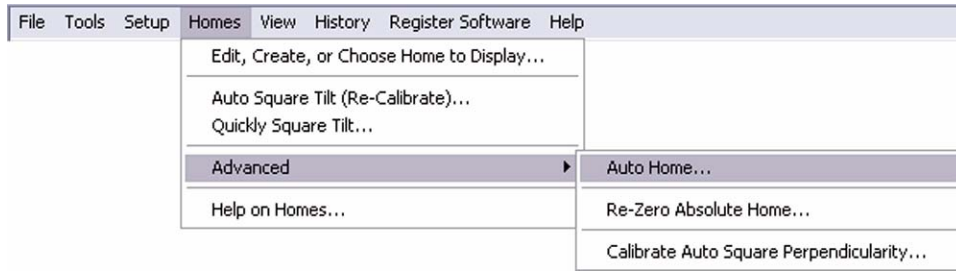 File Tools Setup Homes View History Register Software Help
Edit, Create, or Choose Home to Display...
Auto Square Tilt (Re-Calibrate)...
Quickly Square Tilt...
Advanced
Auto Home...
Help on Homes...
Re-Zero Absolute Home...
Calibrate Auto Square Perpendicularity...